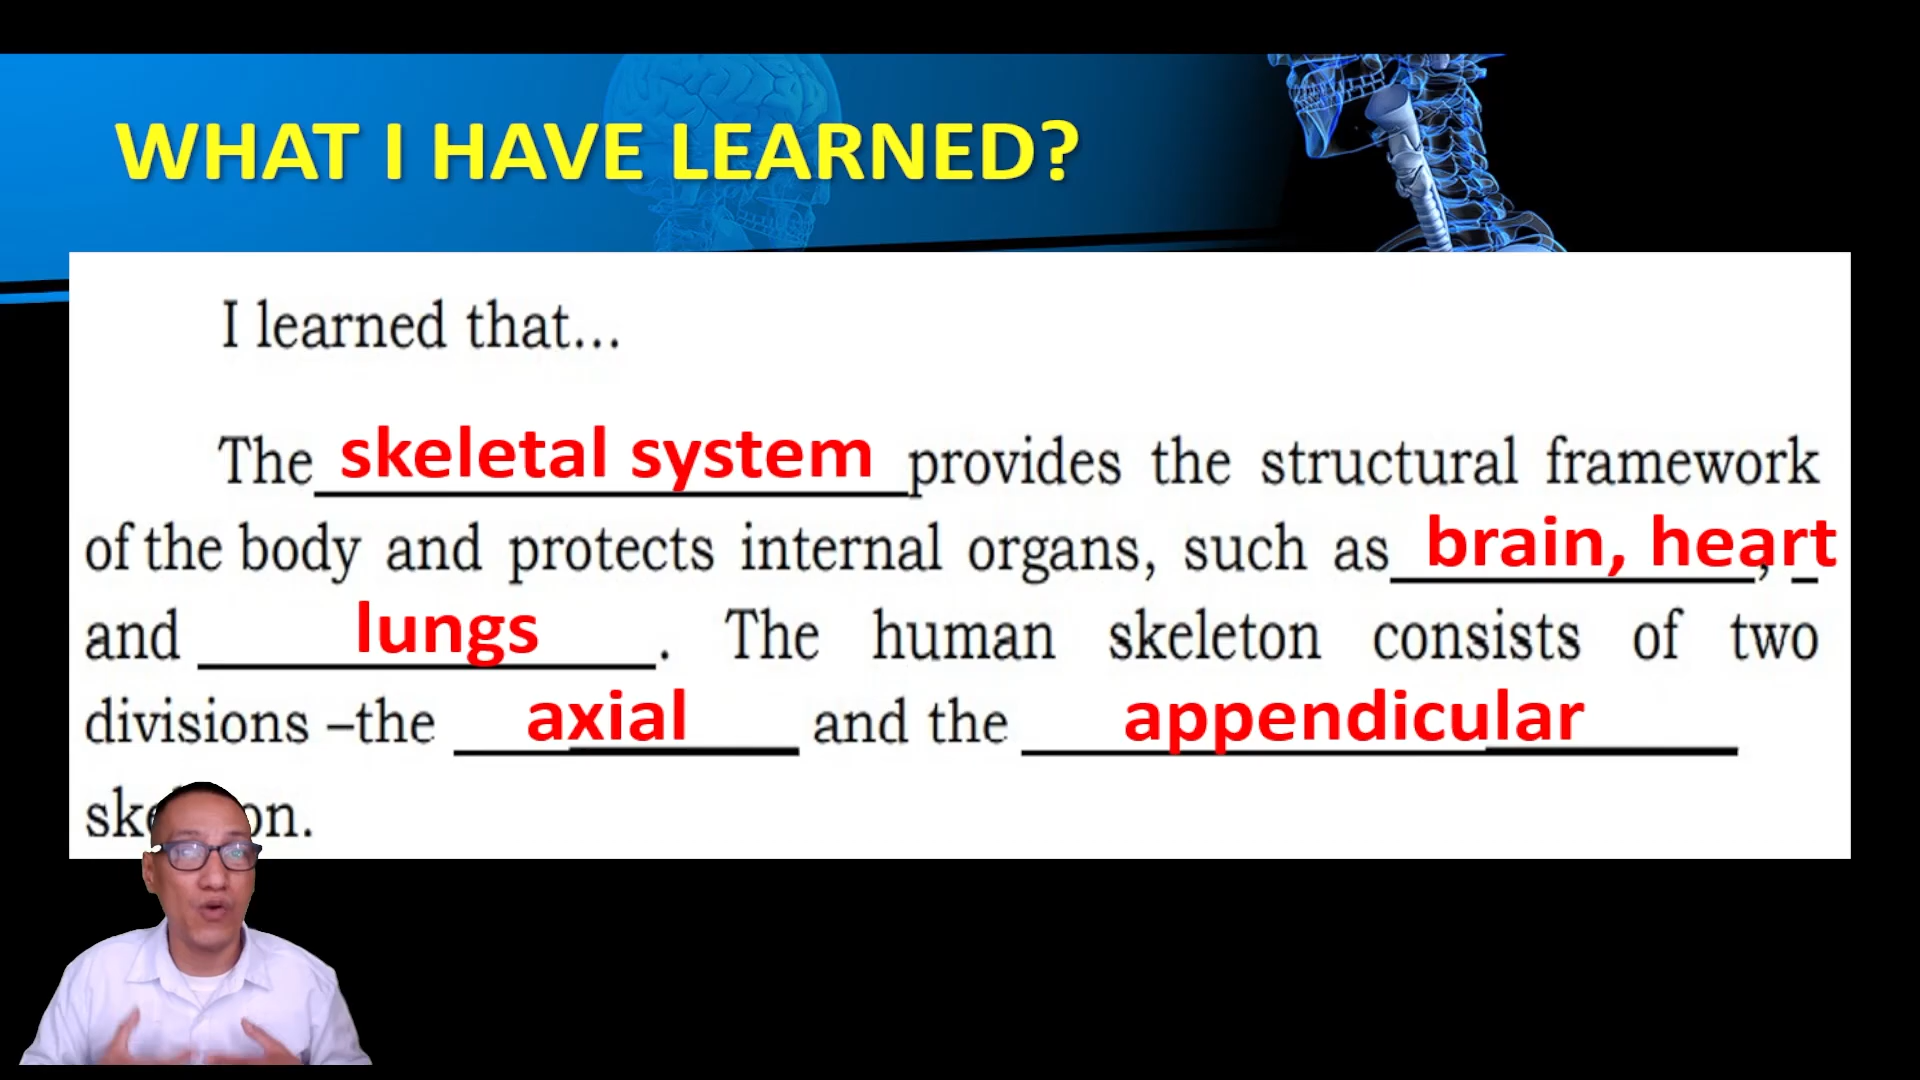 WHAT I HAVE LEARNED?
I learned that...
The skeletal system provides the structural framework
of the body and protects internal organs, such as brain, heart, _
and lungs. The human skeleton consists of two
divisions –the axial and the appendicular
skeleton.